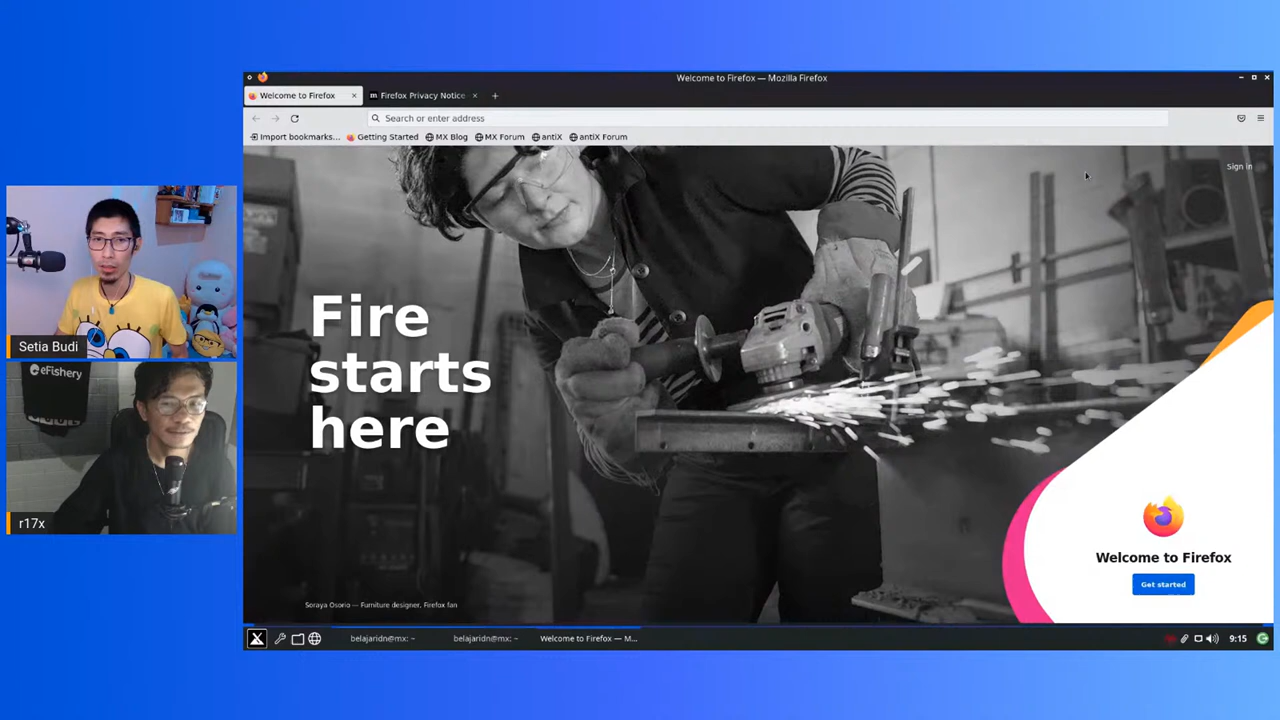 Welcome to Firefox — Mozilla Firefox
Welcome to Firefox
Firefox Privacy Notice
Search or enter address
Import bookmarks... Getting Started MX Blog MX Forum antiX antiX Forum
Sign in
Fire
starts
here
Setia Budi
eFishery
r17x
Welcome to Firefox
Get started
Soraya Osorio — Furniture designer, Firefox fan
belajaridn@mx: ~ belajaridn@mx: ~ Welcome to Firefox — M... 9:15